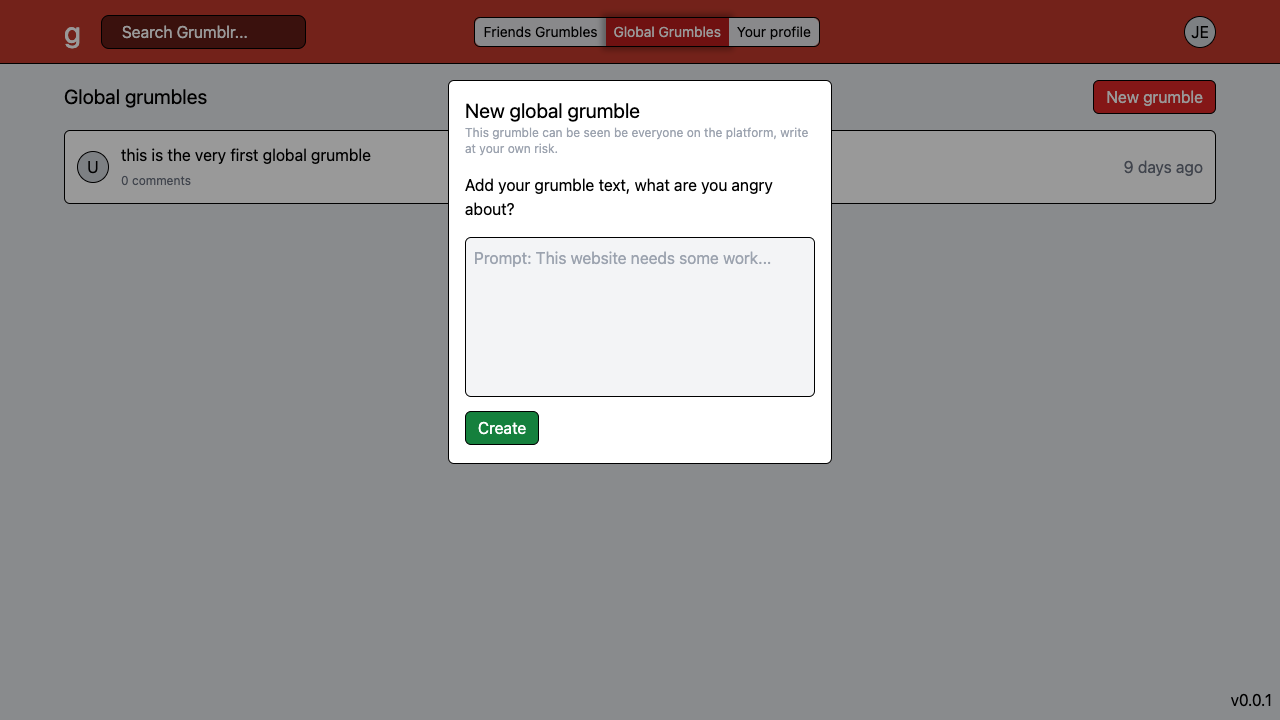 g
Search Grumblr...
Friends Grumbles
Global Grumbles
Your profile
JE
Global grumbles
New grumble
U
this is the very first global grumble
0 comments
9 days ago
New global grumble
This grumble can be seen be everyone on the platform, write
at your own risk.
Add your grumble text, what are you angry
about?
Prompt: This website needs some work...
Create
v0.0.1